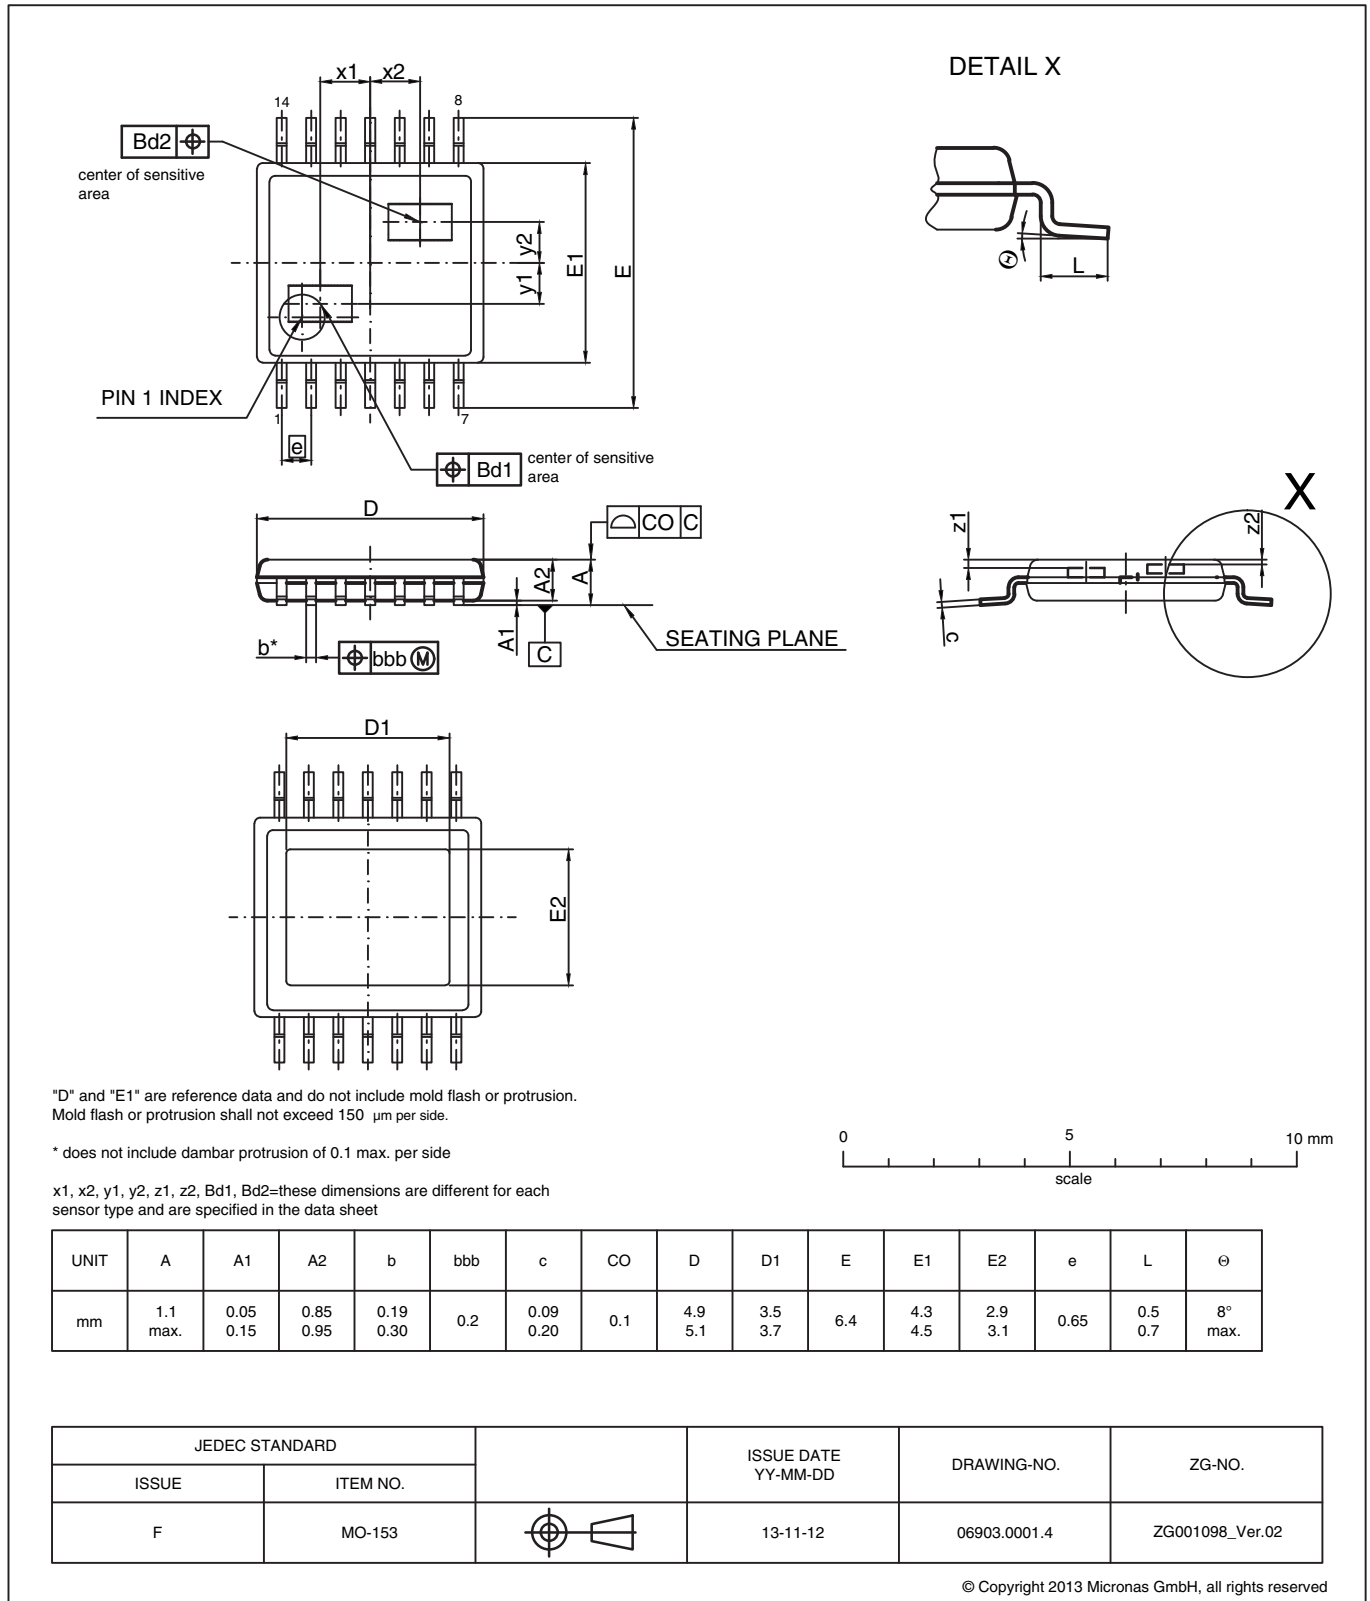 DETAIL X
x1 x2
14 8
Bd2
center of sensitive
area
y2
y1
E1
E
Θ
L
PIN 1 INDEX
1 7
e
Bd1
center of sensitive
area
D
CO C
A2
A
A1
b*
bbb M
C
SEATING PLANE
X
z1
z2
c
D1
E2
"D" and "E1" are reference data and do not include mold flash or protrusion.
Mold flash or protrusion shall not exceed 150 µm per side.
* does not include dambar protrusion of 0.1 max. per side
x1, x2, y1, y2, z1, z2, Bd1, Bd2=these dimensions are different for each
sensor type and are specified in the data sheet
0 5 10 mm
scale
UNIT A A1 A2 b bbb c CO D D1 E E1 E2 e L Θ
mm 1.1 max. 0.05 0.15 0.85 0.95 0.19 0.30 0.2 0.09 0.20 0.1 4.9 5.1 3.5 3.7 6.4 4.3 4.5 2.9 3.1 0.65 0.5 0.7 8° max.
JEDEC STANDARD
ISSUE ITEM NO.
ISSUE DATE
YY-MM-DD
DRAWING-NO.
ZG-NO.
F MO-153 13-11-12 06903.0001.4 ZG001098_Ver.02
© Copyright 2013 Micronas GmbH, all rights reserved